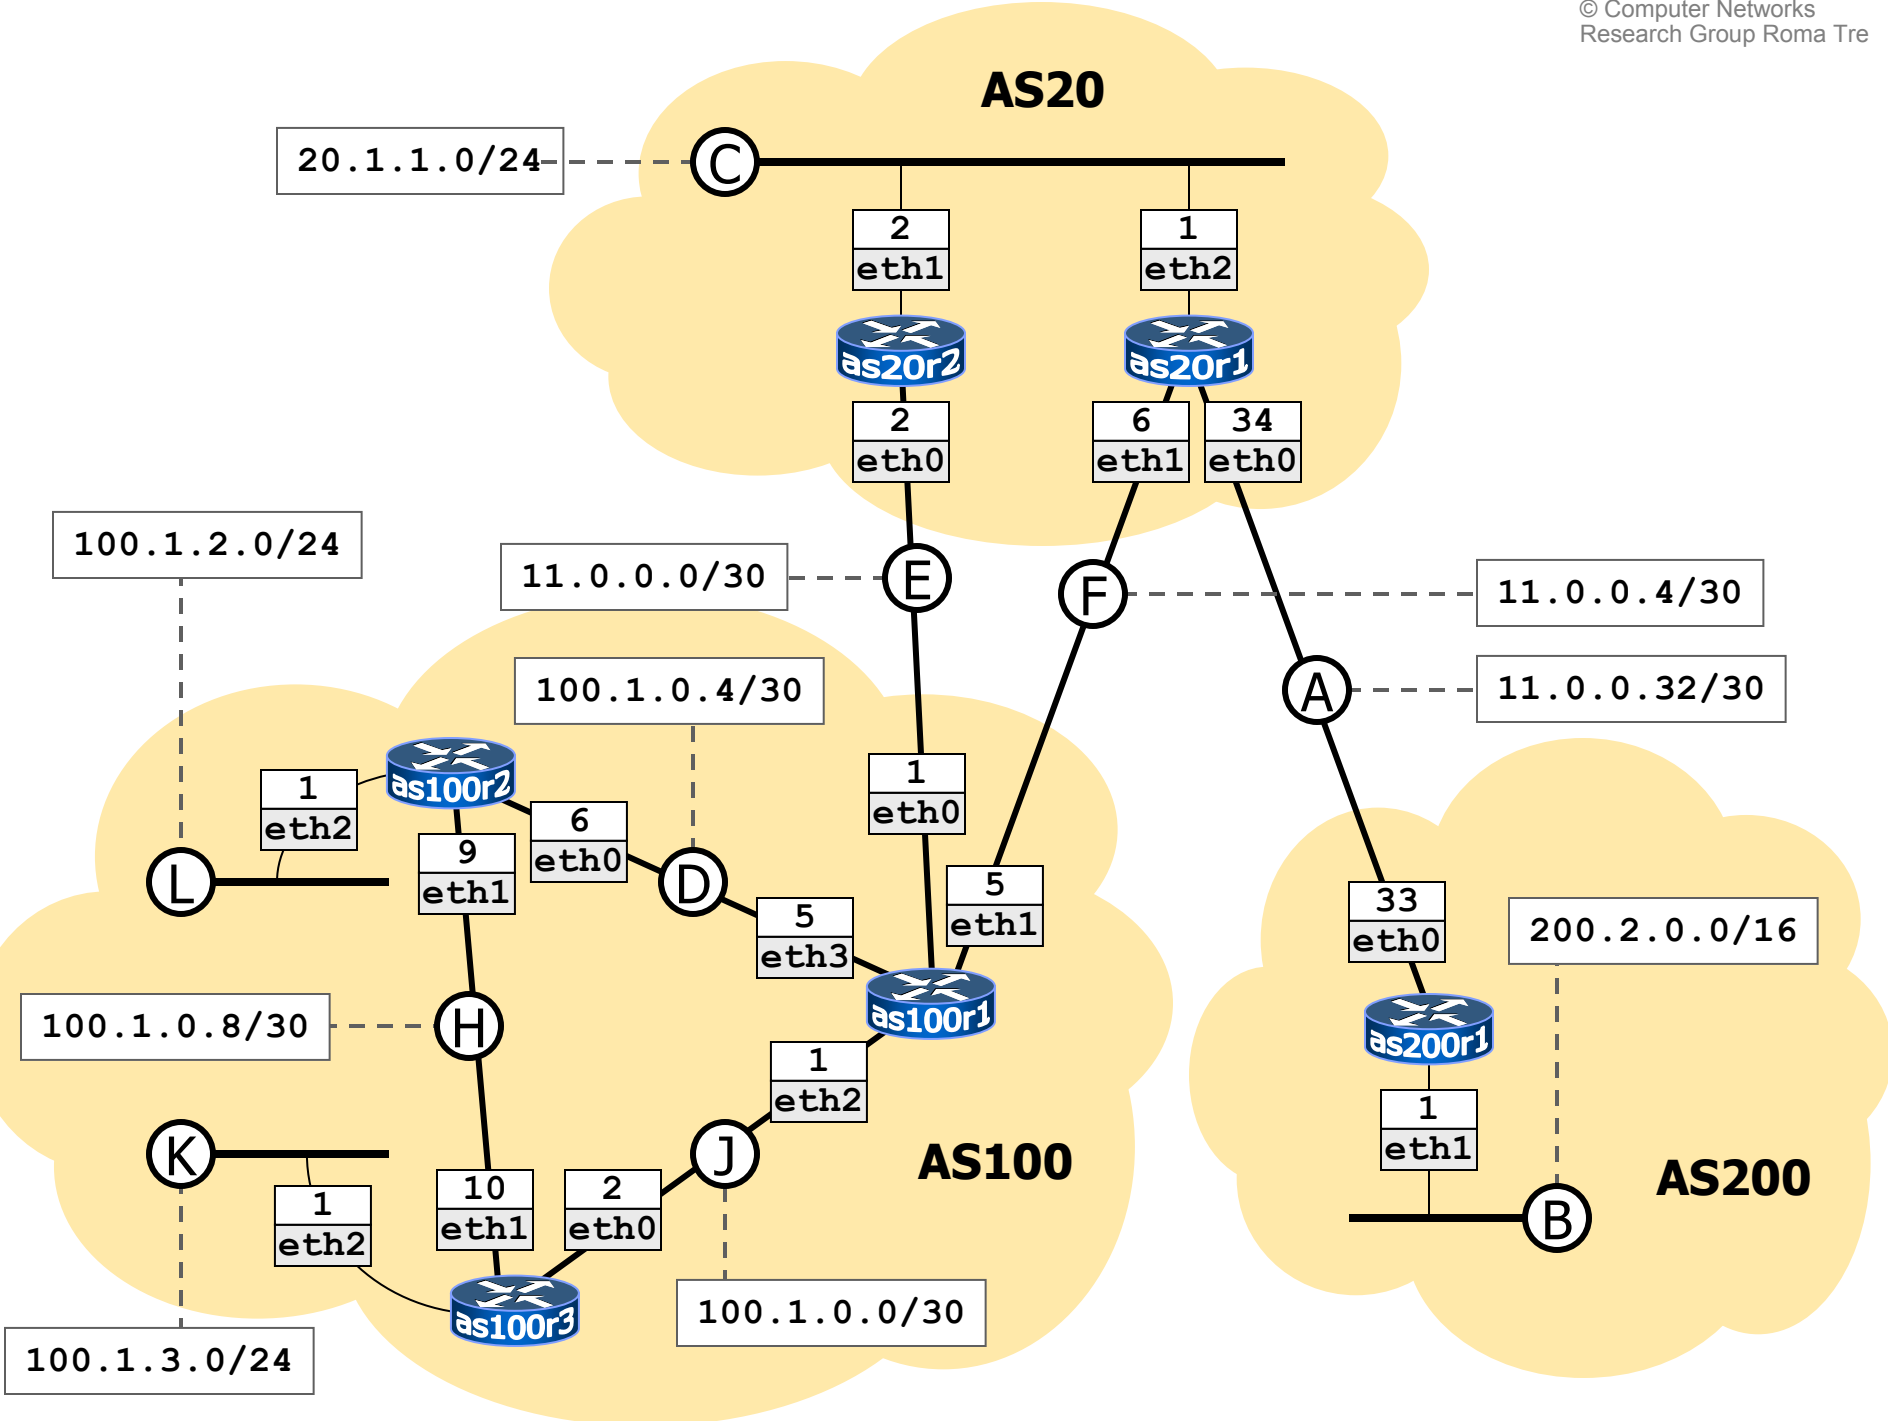 © Computer Networks
Research Group Roma Tre
AS20
20.1.1.0/24
C
2
eth1
1
eth2
as20r2
as20r1
2
eth0
6
eth1
34
eth0
100.1.2.0/24
11.0.0.0/30
E
F
11.0.0.4/30
100.1.0.4/30
A
11.0.0.32/30
as100r2
1
eth2
6
eth0
1
eth0
9
eth1
L
D
5
eth3
5
eth1
33
eth0
200.2.0.0/16
100.1.0.8/30
H
as100r1
as200r1
1
eth2
1
eth1
K
J
AS100
AS200
1
eth2
10
eth1
2
eth0
B
as100r3
100.1.0.0/30
100.1.3.0/24